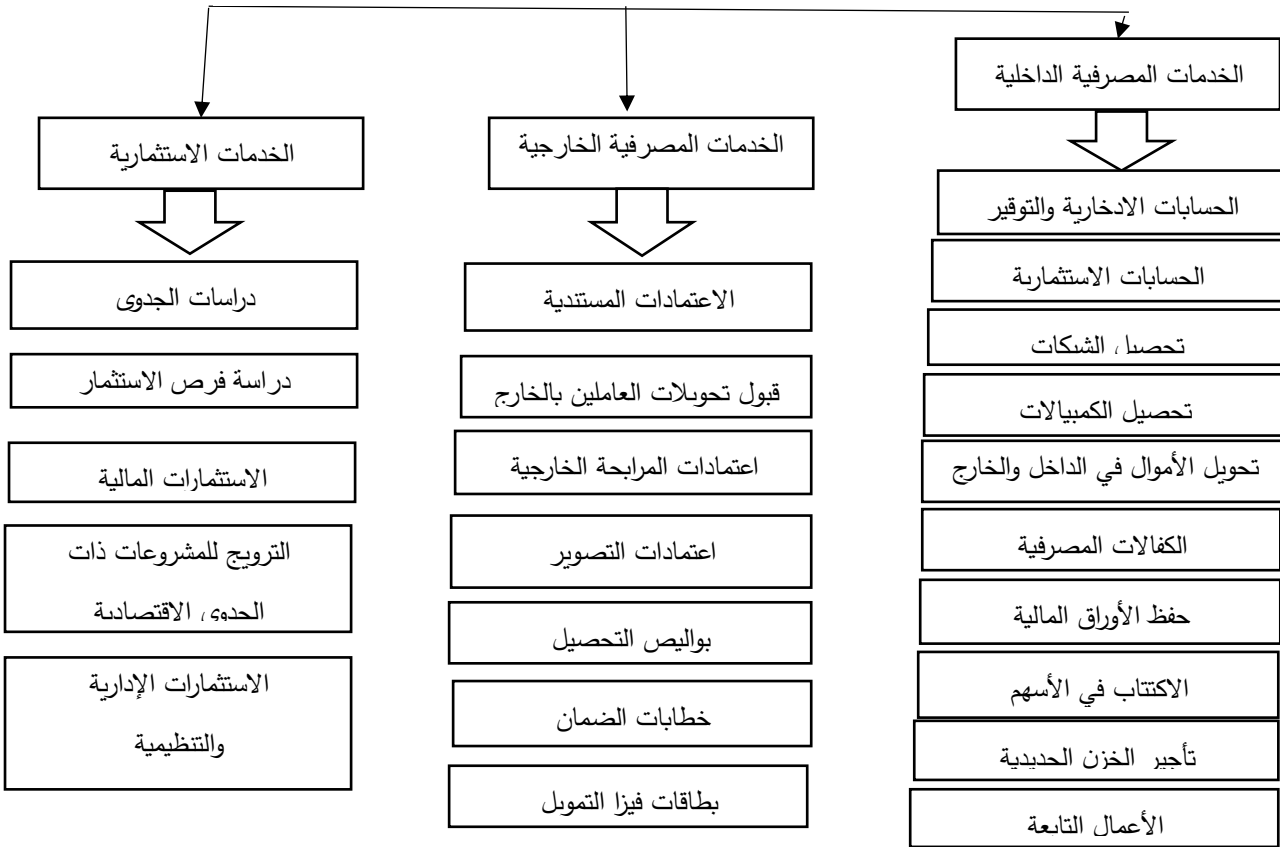 الخدمات المصرفية الداخلية
الحسابات الادخارية والتوقير
الحسابات الاستثمارية
تحصيل الشيكات
تحصيل الكمبيالات
تحويل الأموال في الداخل والخارج
الكفالات المصرفية
حفظ الأوراق المالية
الاكتتاب في الأسهم
تأجير الخزن الحديدية
الأعمال التابعة
الخدمات المصرفية الخارجية
الاعتمادات المستندية
قبول تحويلات العاملين بالخارج
اعتمادات المرابحة الخارجية
اعتمادات التصوير
بواليص التحصيل
خطابات الضمان
بطاقات فيزا التمويل
الخدمات الاستثمارية
دراسات الجدوى
دراسة فرص الاستثمار
الاستثمارات المالية
الترويج للمشروعات ذات
الجدوى الاقتصادية
الاستثمارات الإدارية
والتنظيمية